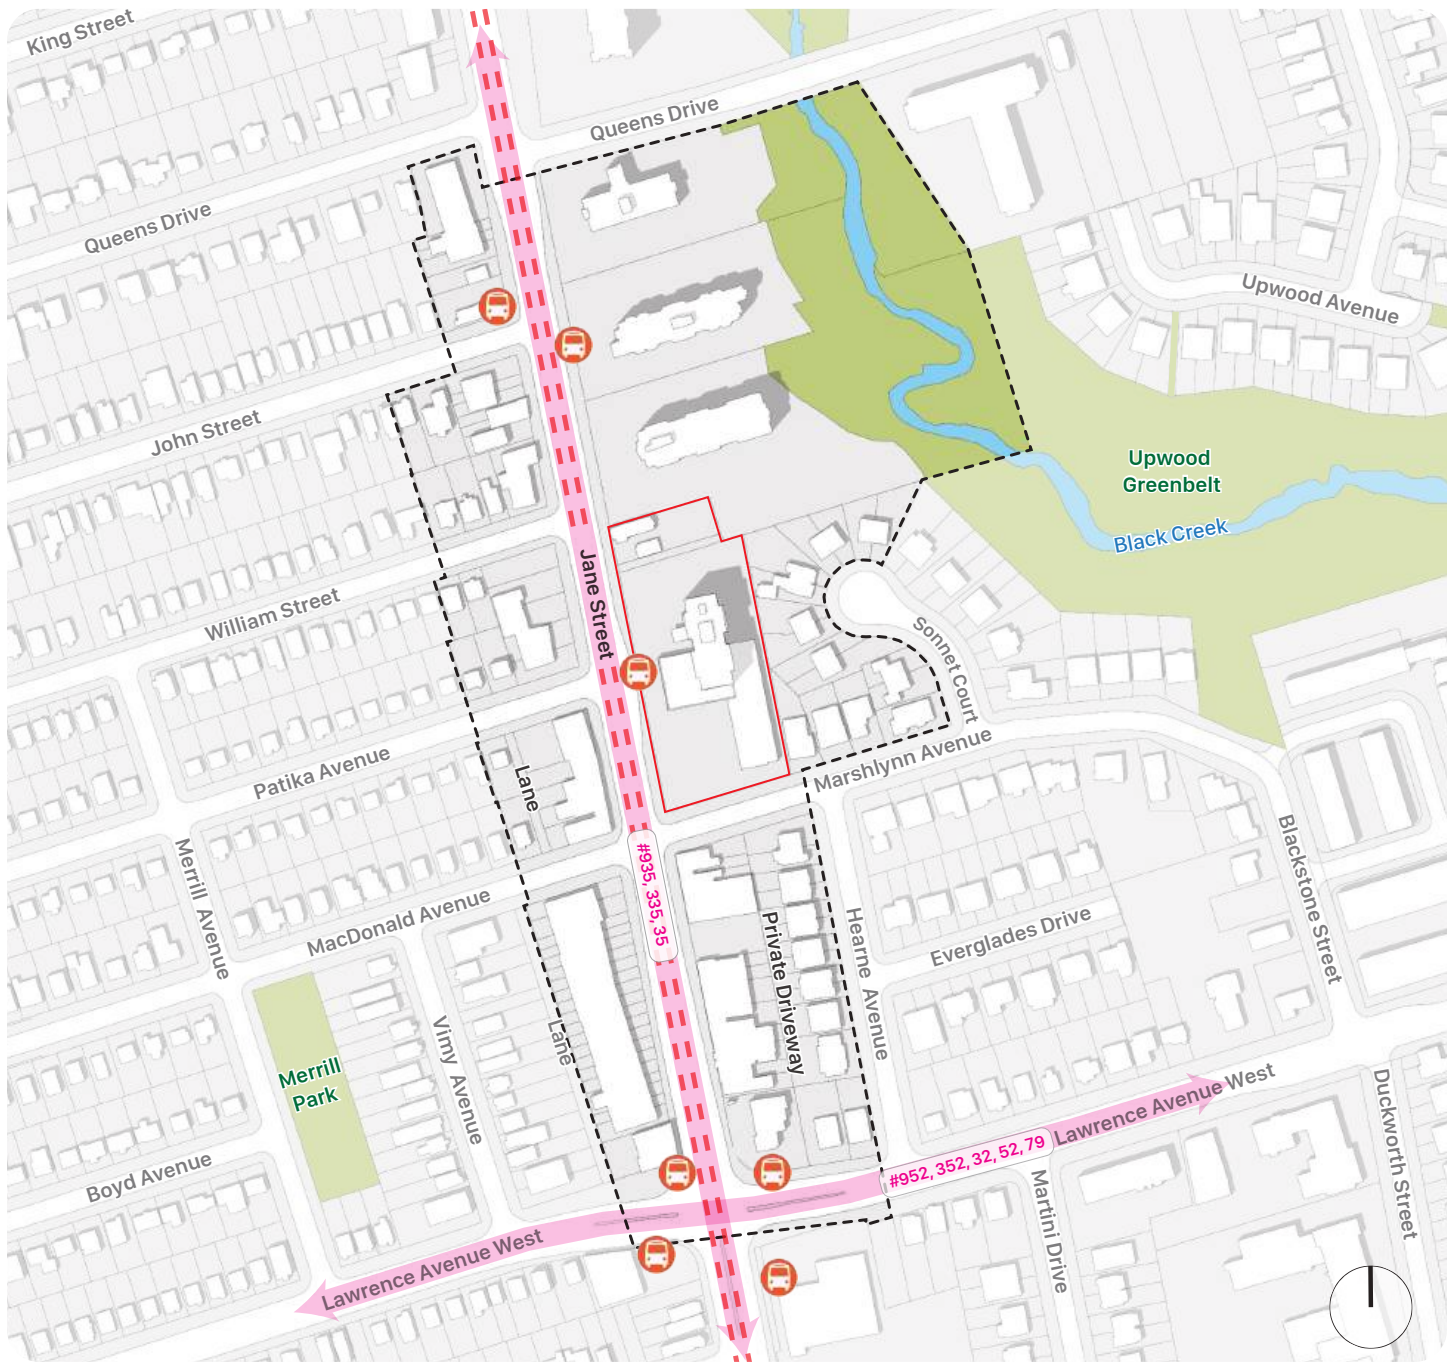 King Street
Queens Drive
Queens Drive
Upwood Avenue
John Street
Upwood
Greenbelt
Black Creek
Jane Street
William Street
Sonnet Court
Patika Avenue
Lane
Marshlynn Avenue
Merrill Avenue
#935, 335, 35
Blackstone Street
MacDonald Avenue
Private Driveway
Hearne Avenue
Everglades Drive
Lane
Vimy Avenue
Merrill
Park
Boyd Avenue
Lawrence Avenue West
#952, 352, 32, 52, 79
Duckworth Street
Martini Drive
Lawrence Avenue West